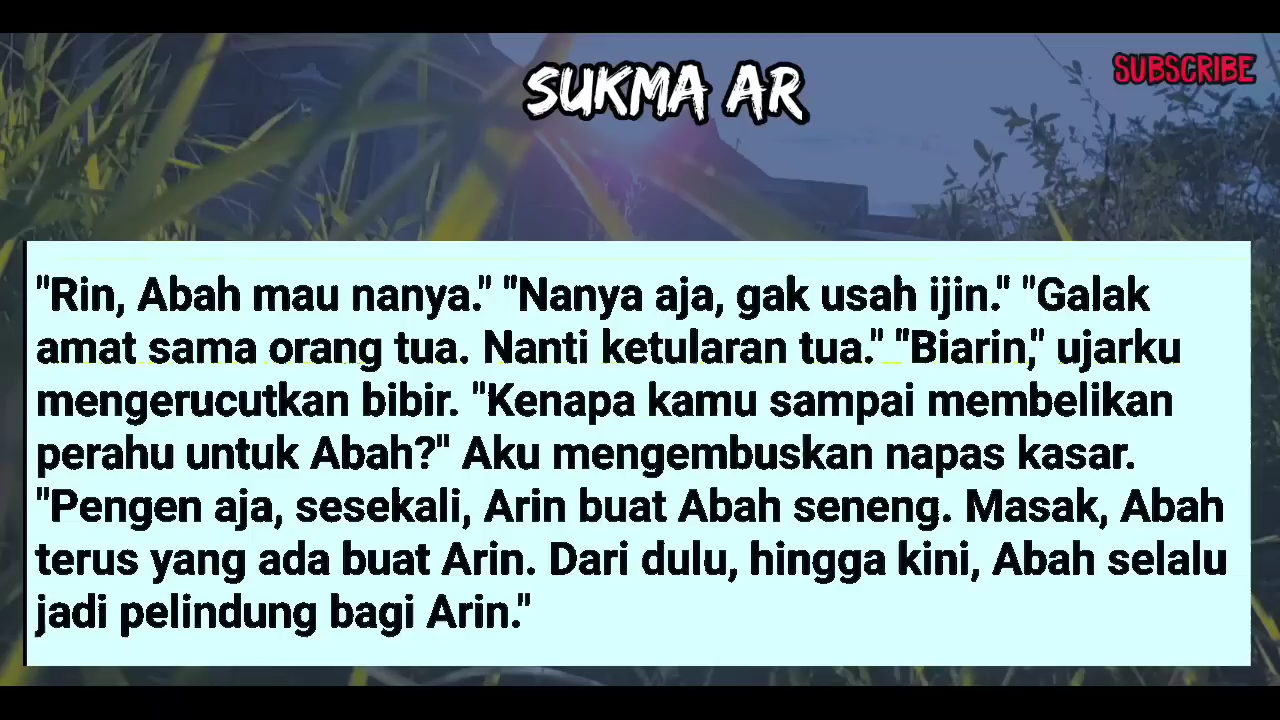 SUKMA AR
SUBSCRIBE
"Rin, Abah mau nanya." "Nanya aja, gak usah ijin." "Galak
amat sama orang tua. Nanti ketularan tua." "Biarin," ujarku
mengerucutkan bibir. "Kenapa kamu sampai membelikan
perahu untuk Abah?" Aku mengembuskan napas kasar.
"Pengen aja, sesekali, Arin buat Abah seneng. Masak, Abah
terus yang ada buat Arin. Dari dulu, hingga kini, Abah selalu
jadi pelindung bagi Arin."